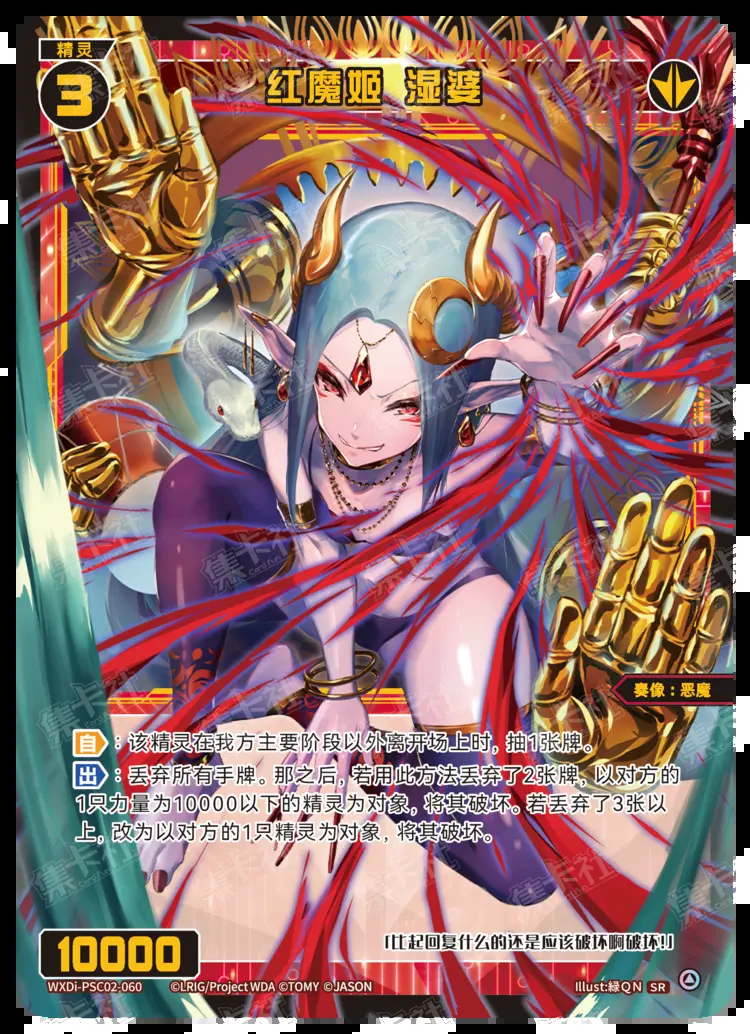 精灵
3
红魔姬 湿婆
奏像：恶魔
自：该精灵在我方主要阶段以外离开场上时，抽1张牌。
出：丢弃所有手牌。那之后，若用此方法丢弃了2张牌，以对方的
1只力量为10000以下的精灵为对象，将其破坏。若丢弃了3张以
上，改为以对方的1只精灵为对象，将其破坏。
「比起回复什么的还是应该破坏啊破坏！」
10000
WXDi-PSC02-060 ©LRIG/Project WDA ©TOMY ©JASON Illust:緑QN SR
集卡社